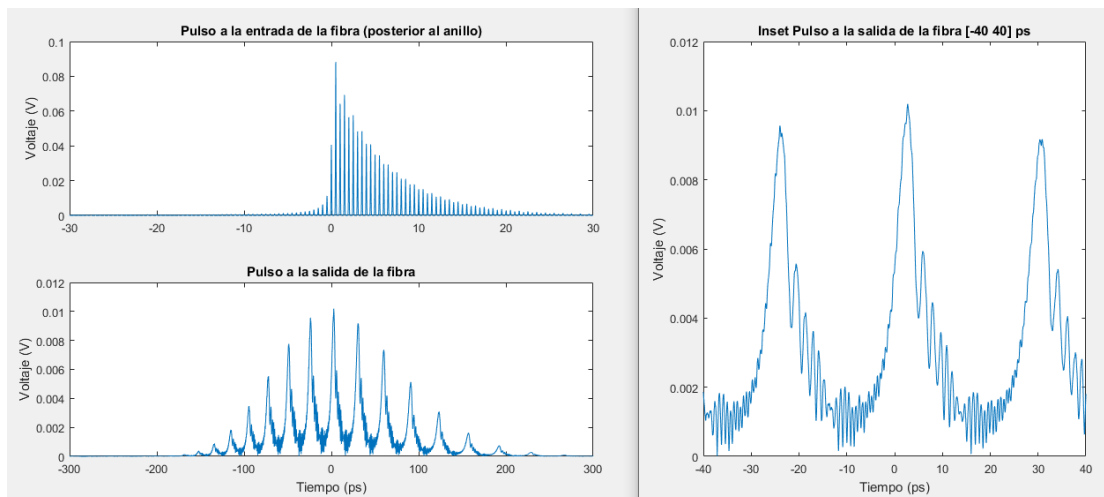 Pulso a la entrada de la fibra (posterior al anillo)
0.1
0.08
0.06
0.04
0.02
0
Voltaje (V)
-30 -20 -10 0 10 20 30
Pulso a la salida de la fibra
0.012
0.01
0.008
0.006
0.004
0.002
0
Voltaje (V)
-300 -200 -100 0 100 200 300
Tiempo (ps)
Inset Pulso a la salida de la fibra [-40 40] ps
0.012
0.01
0.008
0.006
0.004
0.002
0
Voltaje (V)
-40 -30 -20 -10 0 10 20 30 40
Tiempo (ps)